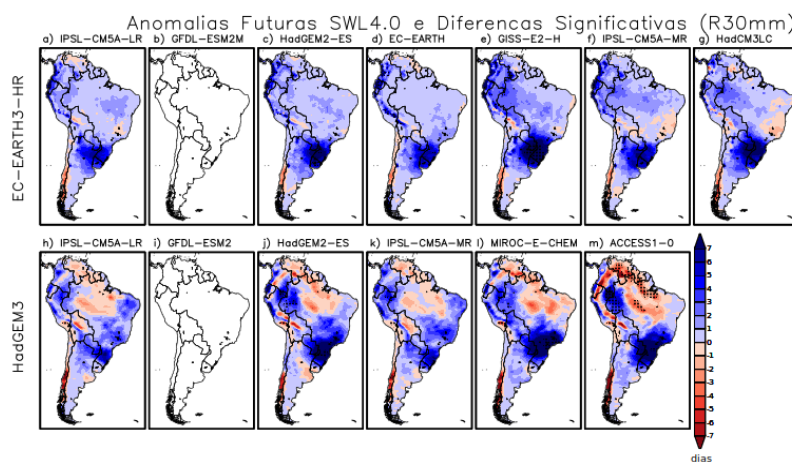 Anomalias Futuras SWL4.0 e Diferencas Significativas (R30mm)
a) IPSL-CM5A-LR b) GFDL-ESM2M c) HadGEM2-ES d) EC-EARTH e) GISS-E2-H f) IPSL-CM5A-MR g) HadCM3LC
EC-EARTH3-HR
h) IPSL-CM5A-LR i) GFDL-ESM2 j) HadGEM2-ES k) IPSL-CM5A-MR l) MIROC-E-CHEM m) ACCESS1-0
HadGEM3
7
6
5
4
3
2
1
0
-1
-2
-3
-4
-5
-6
-7
dias